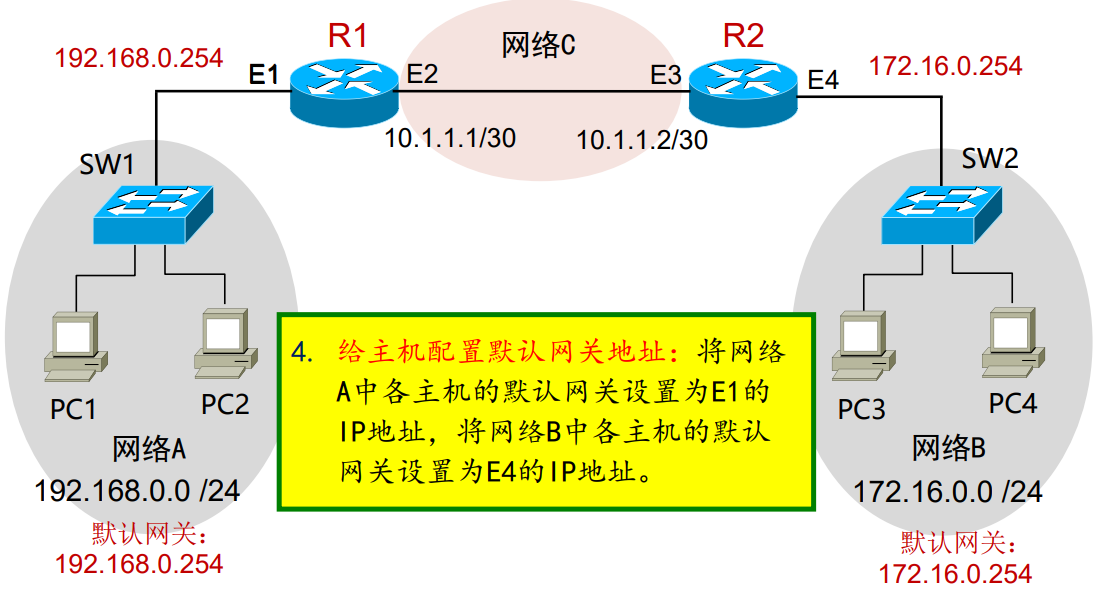 R1
网络C
R2
192.168.0.254
E1
E2
E3
E4
172.16.0.254
10.1.1.1/30
10.1.1.2/30
SW1
SW2
4. 给主机配置默认网关地址：将网络
A中各主机的默认网关设置为E1的
IP地址，将网络B中各主机的默认
网关设置为E4的IP地址。
PC1
PC2
PC3
PC4
网络A
192.168.0.0 /24
默认网关：
192.168.0.254
网络B
172.16.0.0 /24
默认网关：
172.16.0.254